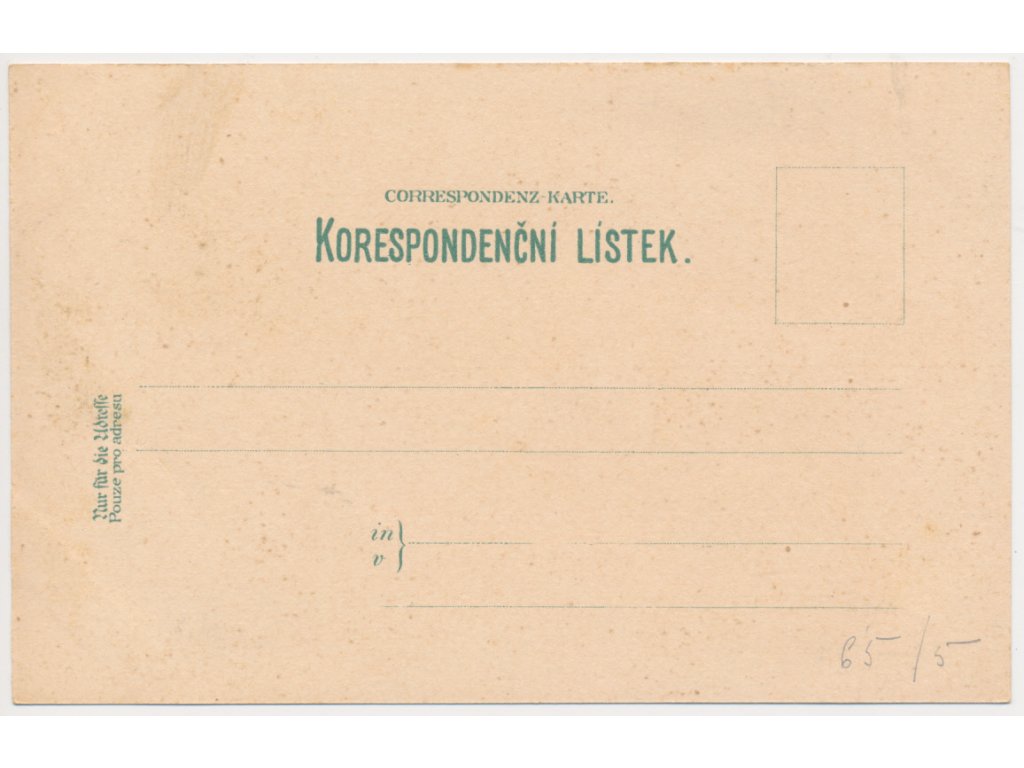 CORRESPONDENZ-KARTE.
KORESPONDENČNÍ LÍSTEK.
Nur für die Adresse
Pouze pro adresu
in
v
65/5